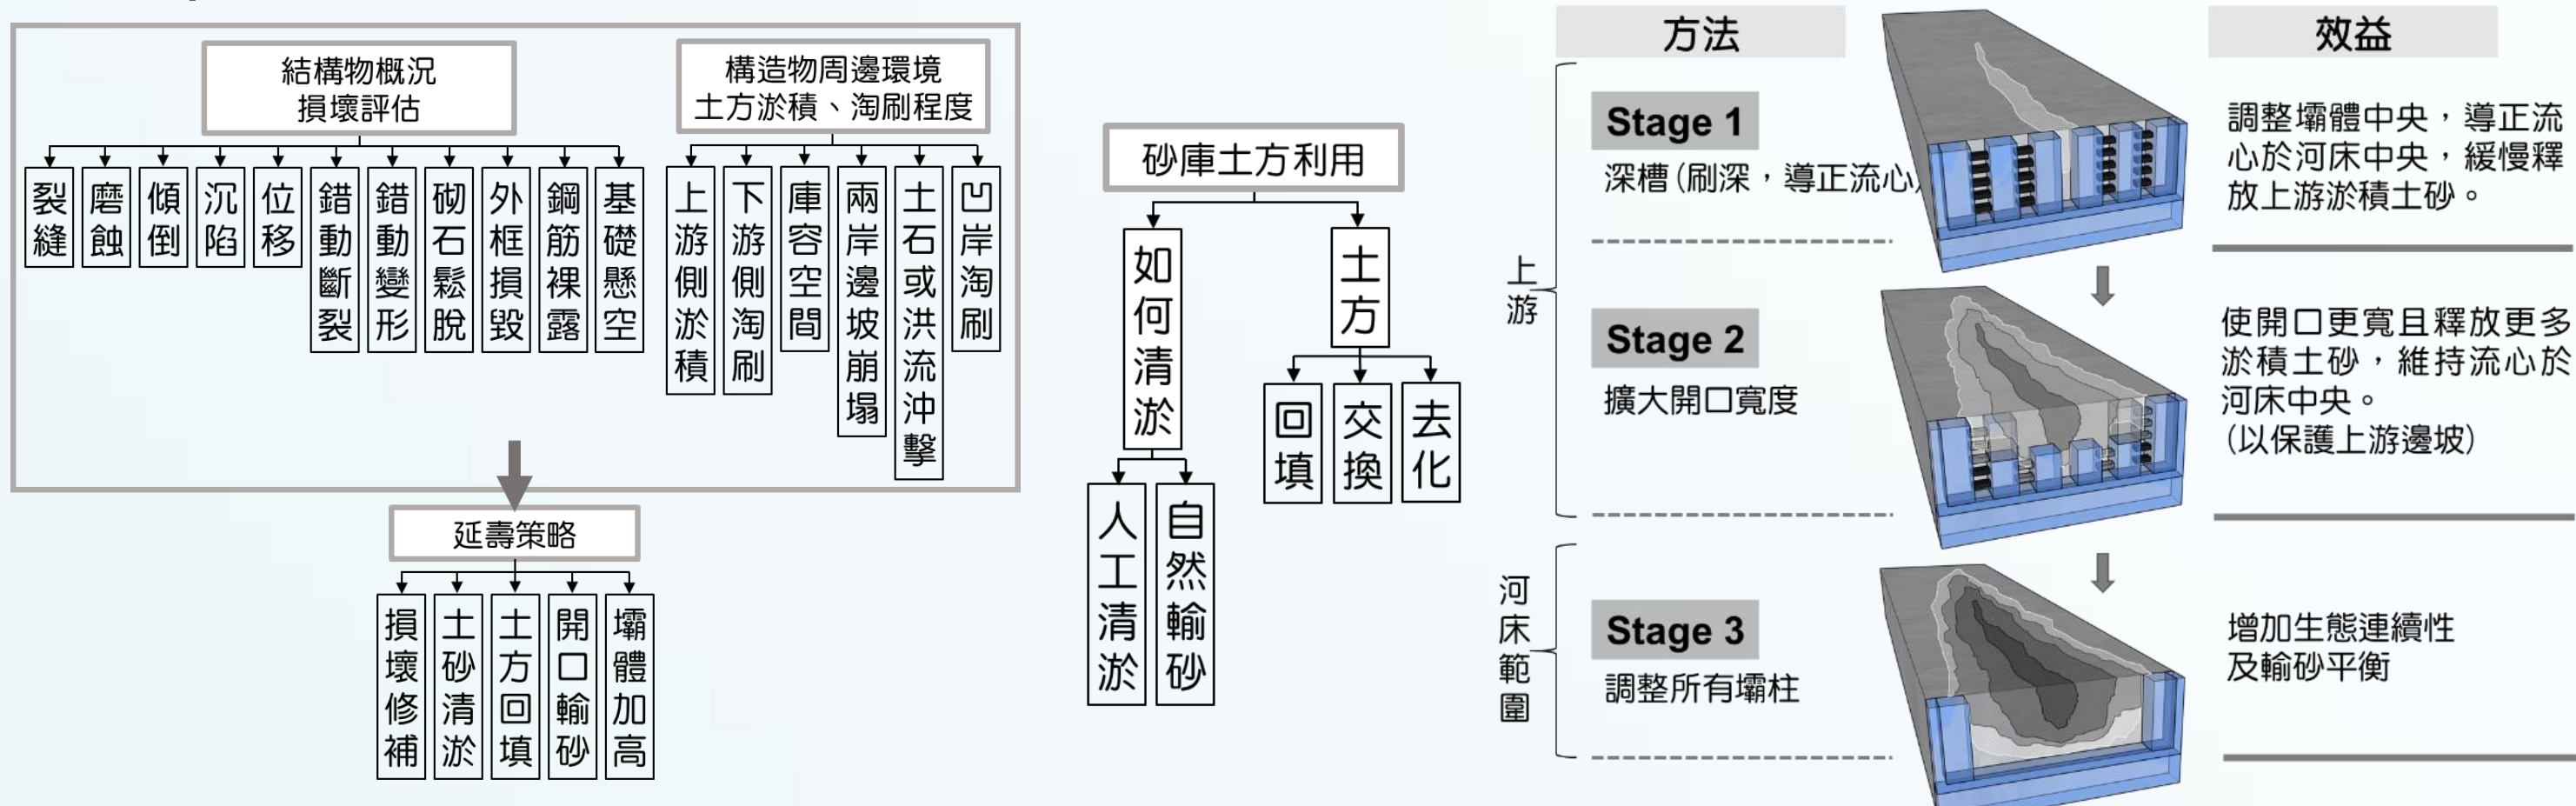 結構物概況
損壞評估
裂縫
磨蝕
傾倒
沉陷
位移
錯動斷裂
錯動變形
砌石鬆脫
外框損毀
鋼筋裸露
基礎懸空
構造物周邊環境
土方淤積、淘刷程度
上游側淤積
下游側淘刷
庫容空間
兩岸邊坡崩塌
土石或洪流沖擊
凹岸淘刷
延壽策略
損壞修補
土砂清淤
土方回填
開口輸砂
壩體加高
砂庫土方利用
如何清淤
人工清淤
自然輸砂
土方
回填
交換
去化
方法
效益
上游
Stage 1
深槽(刷深，導正流心)
調整壩體中央，導正流
心於河床中央，緩慢釋
放上游淤積土砂。
Stage 2
擴大開口寬度
使開口更寬且釋放更多
淤積土砂，維持流心於
河床中央。
(以保護上游邊坡)
河床範圍
Stage 3
調整所有壩柱
增加生態連續性
及輸砂平衡